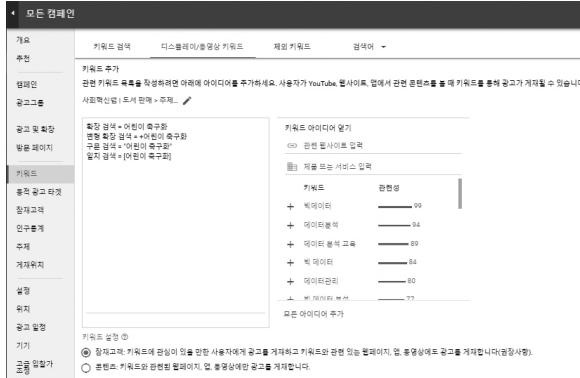 모든 캠페인
개요
추천
캠페인
광고그룹
광고 및 확장
방문 페이지
키워드
동적 광고 타겟
잠재고객
인구통계
주제
게재위치
설정
위치
광고 일정
기기
고급 입찰가 조정
키워드 검색 디스플레이/동영상 키워드 제외 키워드 검색어
키워드 추가
관련 키워드 목록을 작성하려면 아래에 아이디어를 추가하세요. 사용자가 YouTube, 웹사이트, 앱에서 관련 콘텐츠를 볼 때 키워드를 통해 광고가 게재될 수 있습니다
사회혁신랩 | 도서 판매 > 주제...
확장 검색 = 어린이 축구화
변형 확장 검색 = +어린이 축구화
구문 검색 = "어린이 축구화"
일치 검색 = [어린이 축구화]
키워드 아이디어 닫기
관련 웹사이트 입력
제품 또는 서비스 입력
키워드 관련성
+ 빅데이터 99
+ 데이터분석 94
+ 데이터 분석 교육 89
+ 빅 데이터 84
+ 데이터관리 80
+ 빅 데이터 분석 77
모든 아이디어 추가
키워드 설정
잠재고객: 키워드에 관심이 있을 만한 사용자에게 광고를 게재하고 키워드와 관련 있는 웹페이지, 앱, 동영상에도 광고를 게재합니다(권장사항).
콘텐츠: 키워드와 관련된 웹페이지, 앱, 동영상에만 광고를 게재합니다.